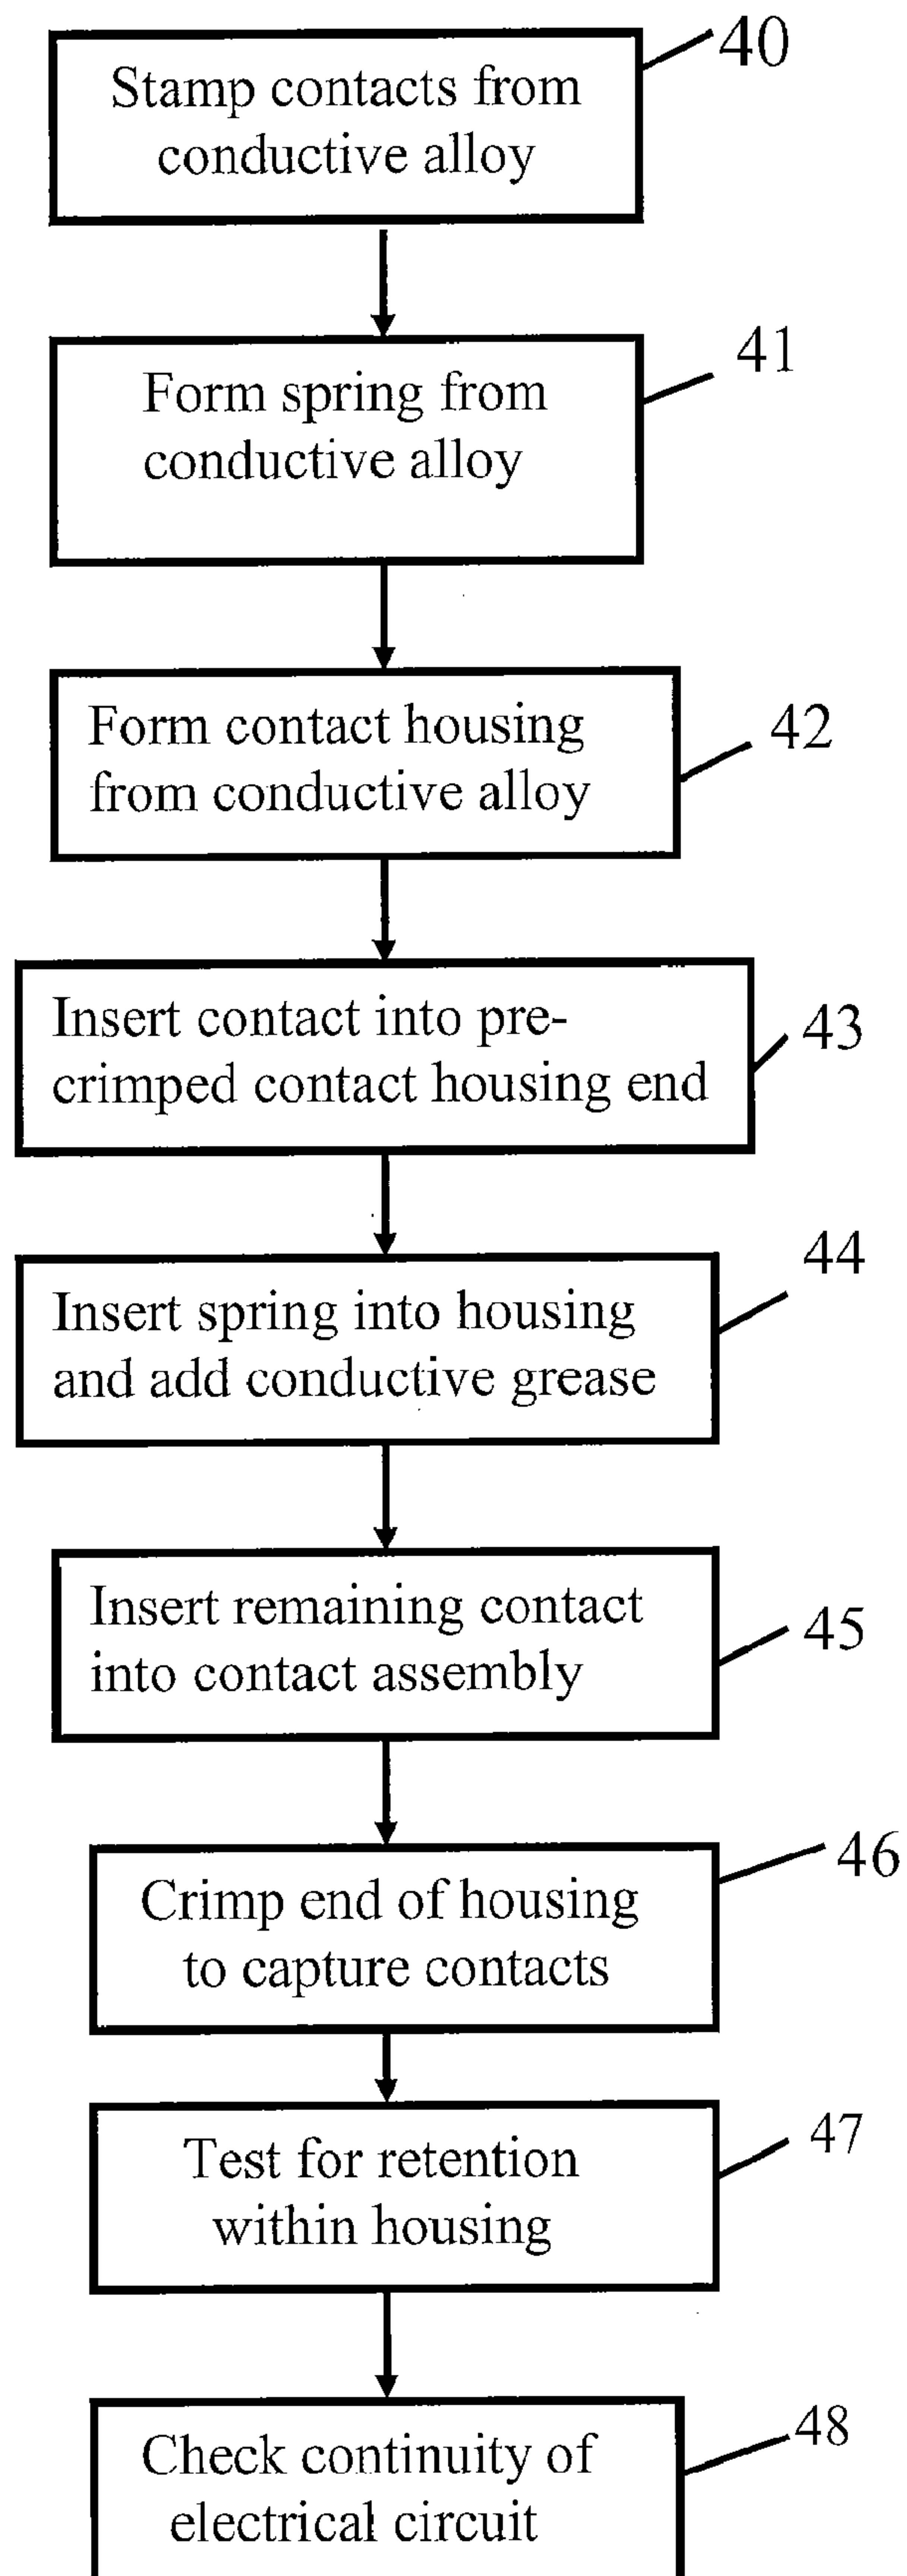 40
Stamp contacts from
conductive alloy
41
Form spring from
conductive alloy
42
Form contact housing
from conductive alloy
43
Insert contact into pre-
crimped contact housing end
44
Insert spring into housing
and add conductive grease
45
Insert remaining contact
into contact assembly
46
Crimp end of housing
to capture contacts
47
Test for retention
within housing
48
Check continuity of
electrical circuit